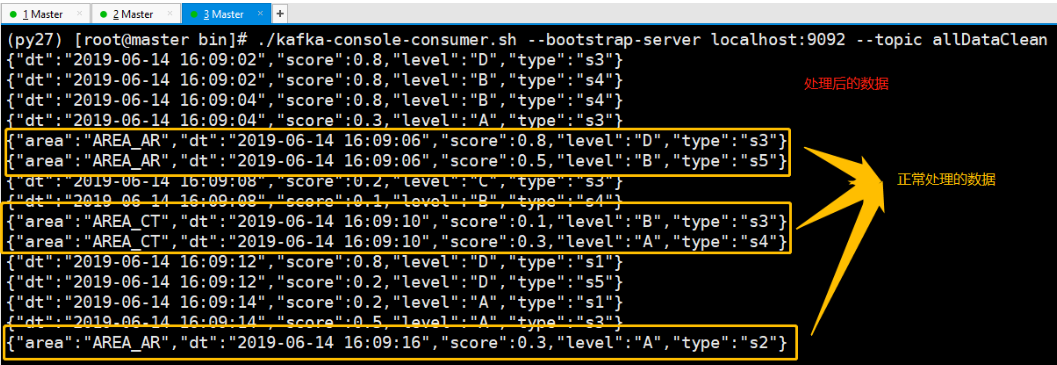 1 Master
2 Master
3 Master
(py27) [root@master bin]# ./kafka-console-consumer.sh --bootstrap-server localhost:9092 --topic allDataClean
{"dt":"2019-06-14 16:09:02","score":0.8,"level":"D","type":"s3"}
{"dt":"2019-06-14 16:09:02","score":0.8,"level":"B","type":"s4"}
处理后的数据
{"dt":"2019-06-14 16:09:04","score":0.8,"level":"B","type":"s4"}
{"dt":"2019-06-14 16:09:04","score":0.3,"level":"A","type":"s3"}
{"area":"AREA_AR","dt":"2019-06-14 16:09:06","score":0.8,"level":"D","type":"s3"}
{"area":"AREA_AR","dt":"2019-06-14 16:09:06","score":0.5,"level":"B","type":"s5"}
{"dt":"2019-06-14 16:09:08","score":0.2,"level":"C","type":"s3"}
正常处理的数据
{"dt":"2019-06-14 16:09:08","score":0.1,"level":"B","type":"s4"}
{"area":"AREA_CT","dt":"2019-06-14 16:09:10","score":0.1,"level":"B","type":"s3"}
{"area":"AREA_CT","dt":"2019-06-14 16:09:10","score":0.3,"level":"A","type":"s4"}
{"dt":"2019-06-14 16:09:12","score":0.8,"level":"D","type":"s1"}
{"dt":"2019-06-14 16:09:12","score":0.2,"level":"D","type":"s5"}
{"dt":"2019-06-14 16:09:14","score":0.2,"level":"A","type":"s1"}
{"dt":"2019-06-14 16:09:14","score":0.5,"level":"A","type":"s3"}
{"area":"AREA_AR","dt":"2019-06-14 16:09:16","score":0.3,"level":"A","type":"s2"}